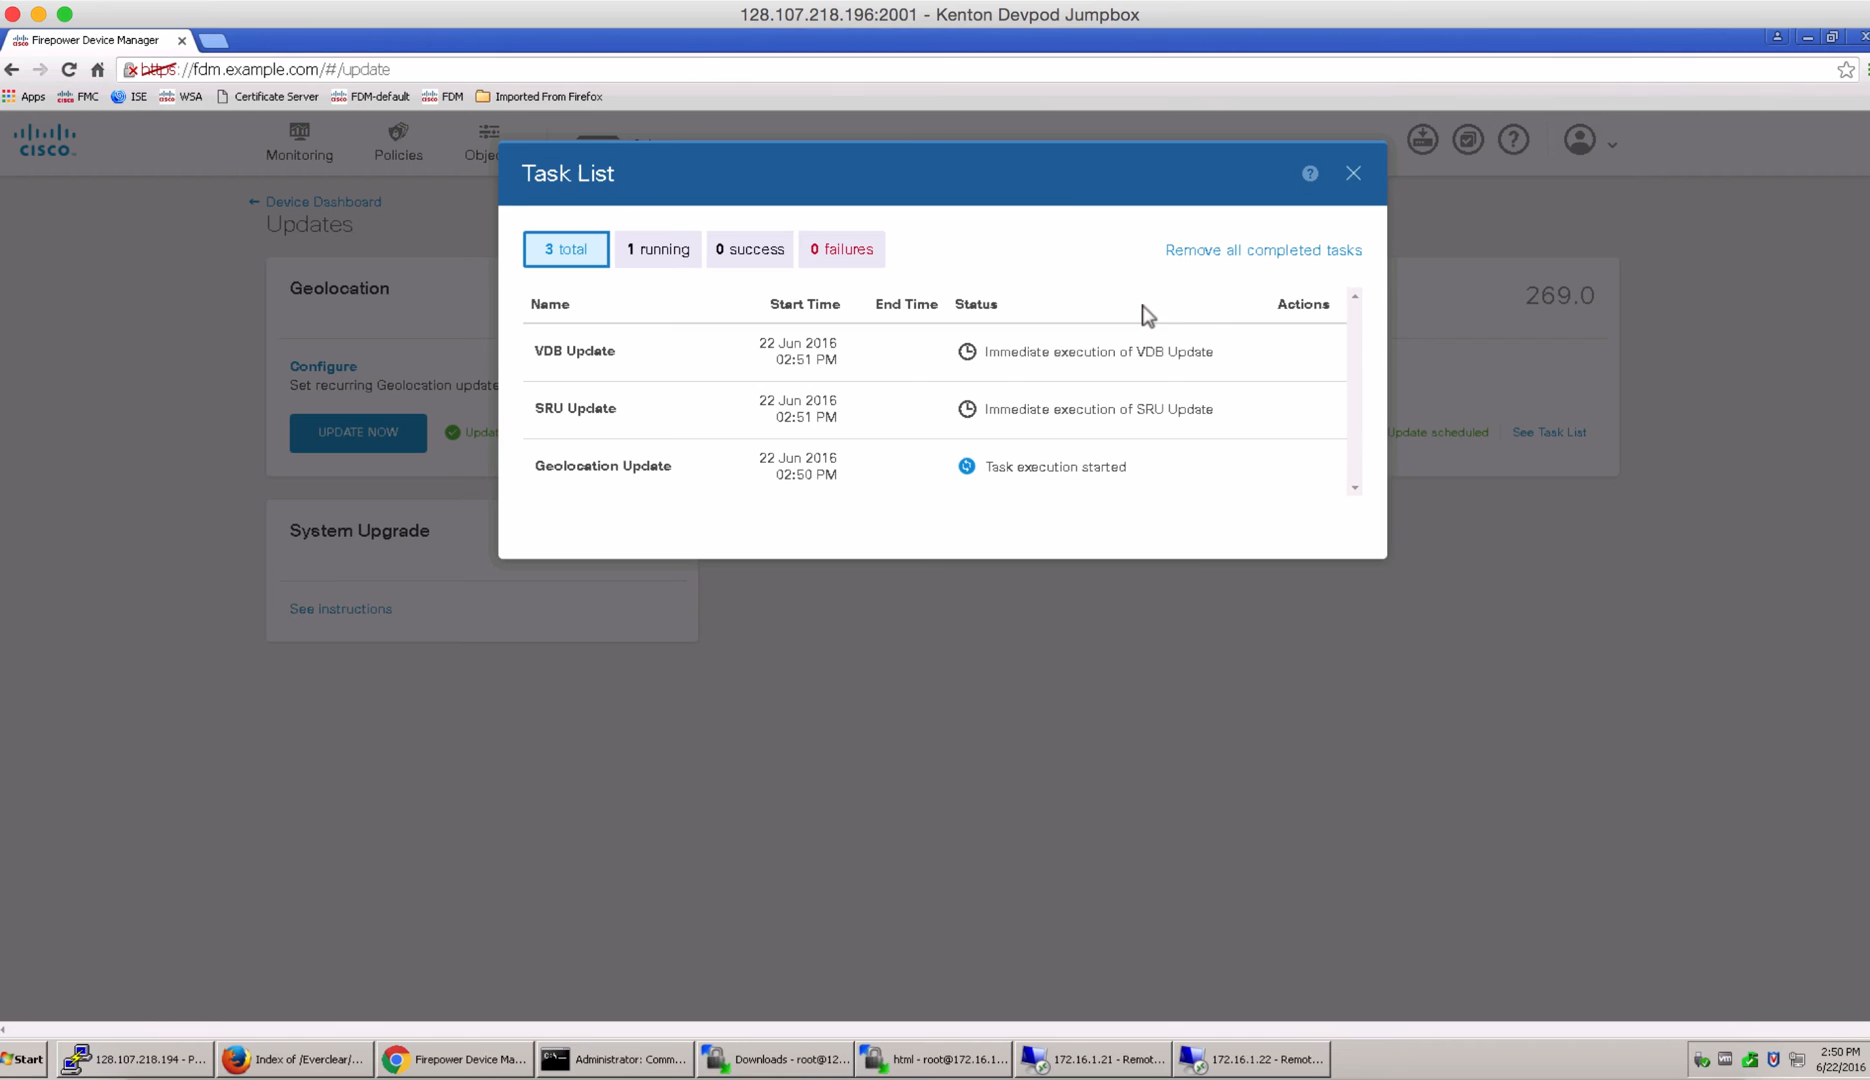 128.107.218.196:2001 - Kenton Devpod Jumpbox
Firepower Device Manager
https://fdm.example.com/#/update
Apps FMC ISE WSA Certificate Server FDM-default FDM Imported From Firefox
CISCO
Monitoring
Policies
Device Dashboard
Updates
Geolocation
Configure
Set recurring Geolocation update
UPDATE NOW
System Upgrade
See instructions
Task List
3 total
1 running
0 success
0 failures
Remove all completed tasks
Name Start Time End Time Status Actions
VDB Update 22 Jun 2016 02:51 PM Immediate execution of VDB Update
SRU Update 22 Jun 2016 02:51 PM Immediate execution of SRU Update
Geolocation Update 22 Jun 2016 02:50 PM Task execution started
269.0
Update scheduled See Task List
Start
128.107.218.194 - P...
Index of /Everclear/...
Firepower Device Ma...
Administrator: Comm...
Downloads - root@12...
html - root@172.16.1...
172.16.1.21 - Remot...
172.16.1.22 - Remot...
2:50 PM
6/22/2016